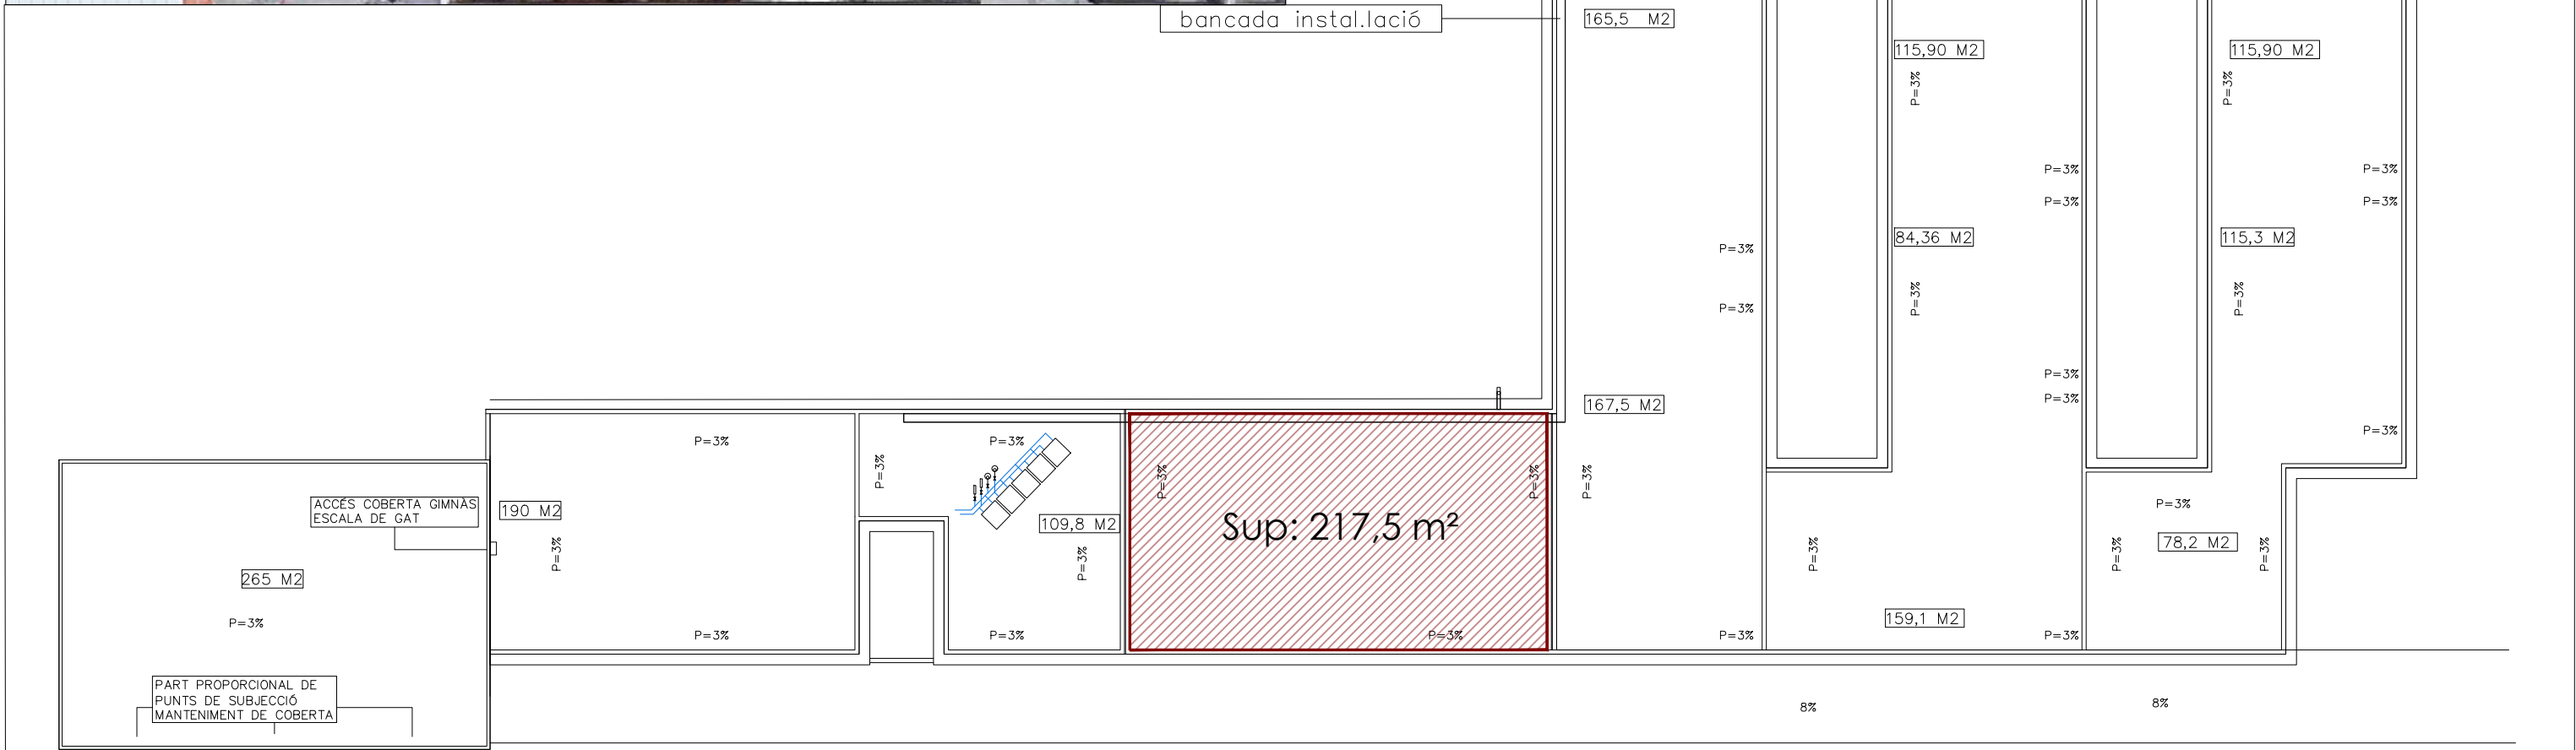 bancada instal.lació
165,5 M2
115,90 M2
115,90 M2
P=3%
P=3%
P=3%
P=3%
P=3%
P=3%
84,36 M2
115,3 M2
P=3%
P=3%
P=3%
P=3%
P=3%
P=3%
167,5 M2
P=3%
P=3%
P=3%
P=3%
P=3%
P=3%
P=3%
P=3%
ACCÉS COBERTA GIMNÀS
ESCALA DE GAT
190 M2
P=3%
109,8 M2
P=3%
Sup: 217,5 m²
P=3%
78,2 M2
P=3%
P=3%
P=3%
265 M2
P=3%
159,1 M2
P=3%
P=3%
P=3%
P=3%
P=3%
PART PROPORCIONAL DE
PUNTS DE SUBJECCIÓ
MANTENIMENT DE COBERTA
8%
8%